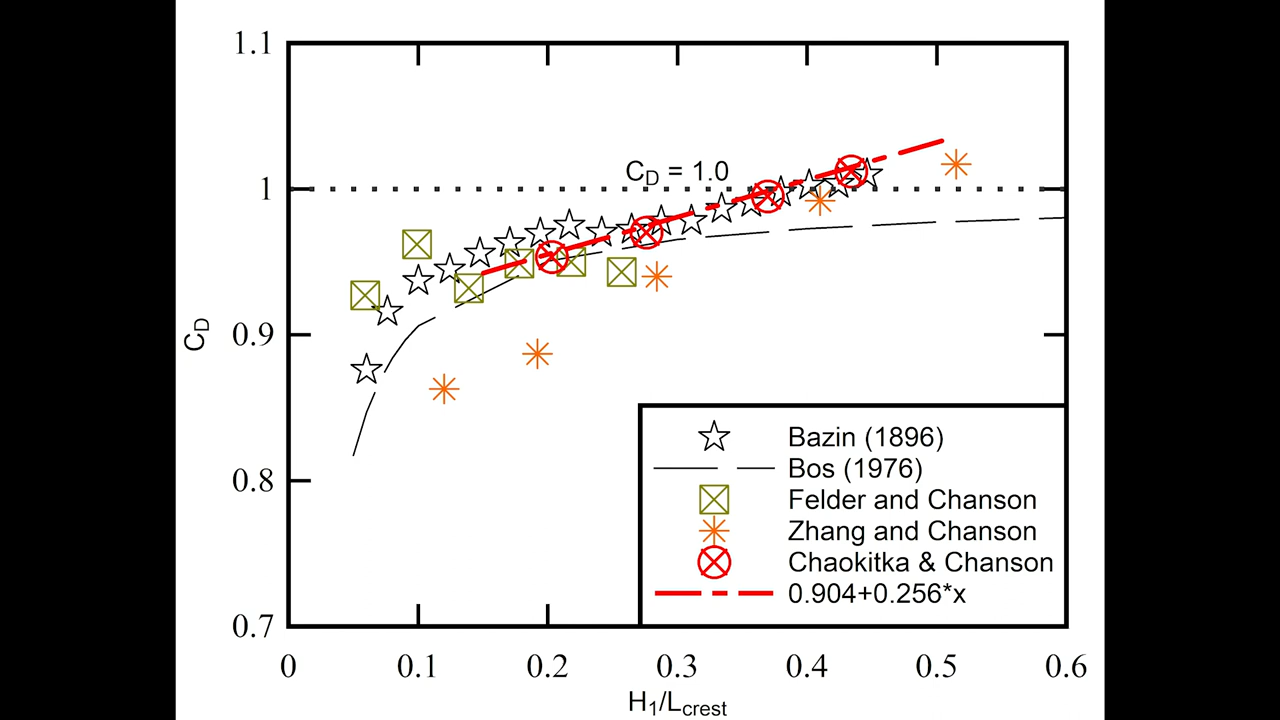 1.1
C_D = 1.0
1
0.9
C_D
0.8
0.7
Bazin (1896)
Bos (1976)
Felder and Chanson
Zhang and Chanson
Chaokitka & Chanson
0.904+0.256*x
0 0.1 0.2 0.3 0.4 0.5 0.6
H_1/L_crest